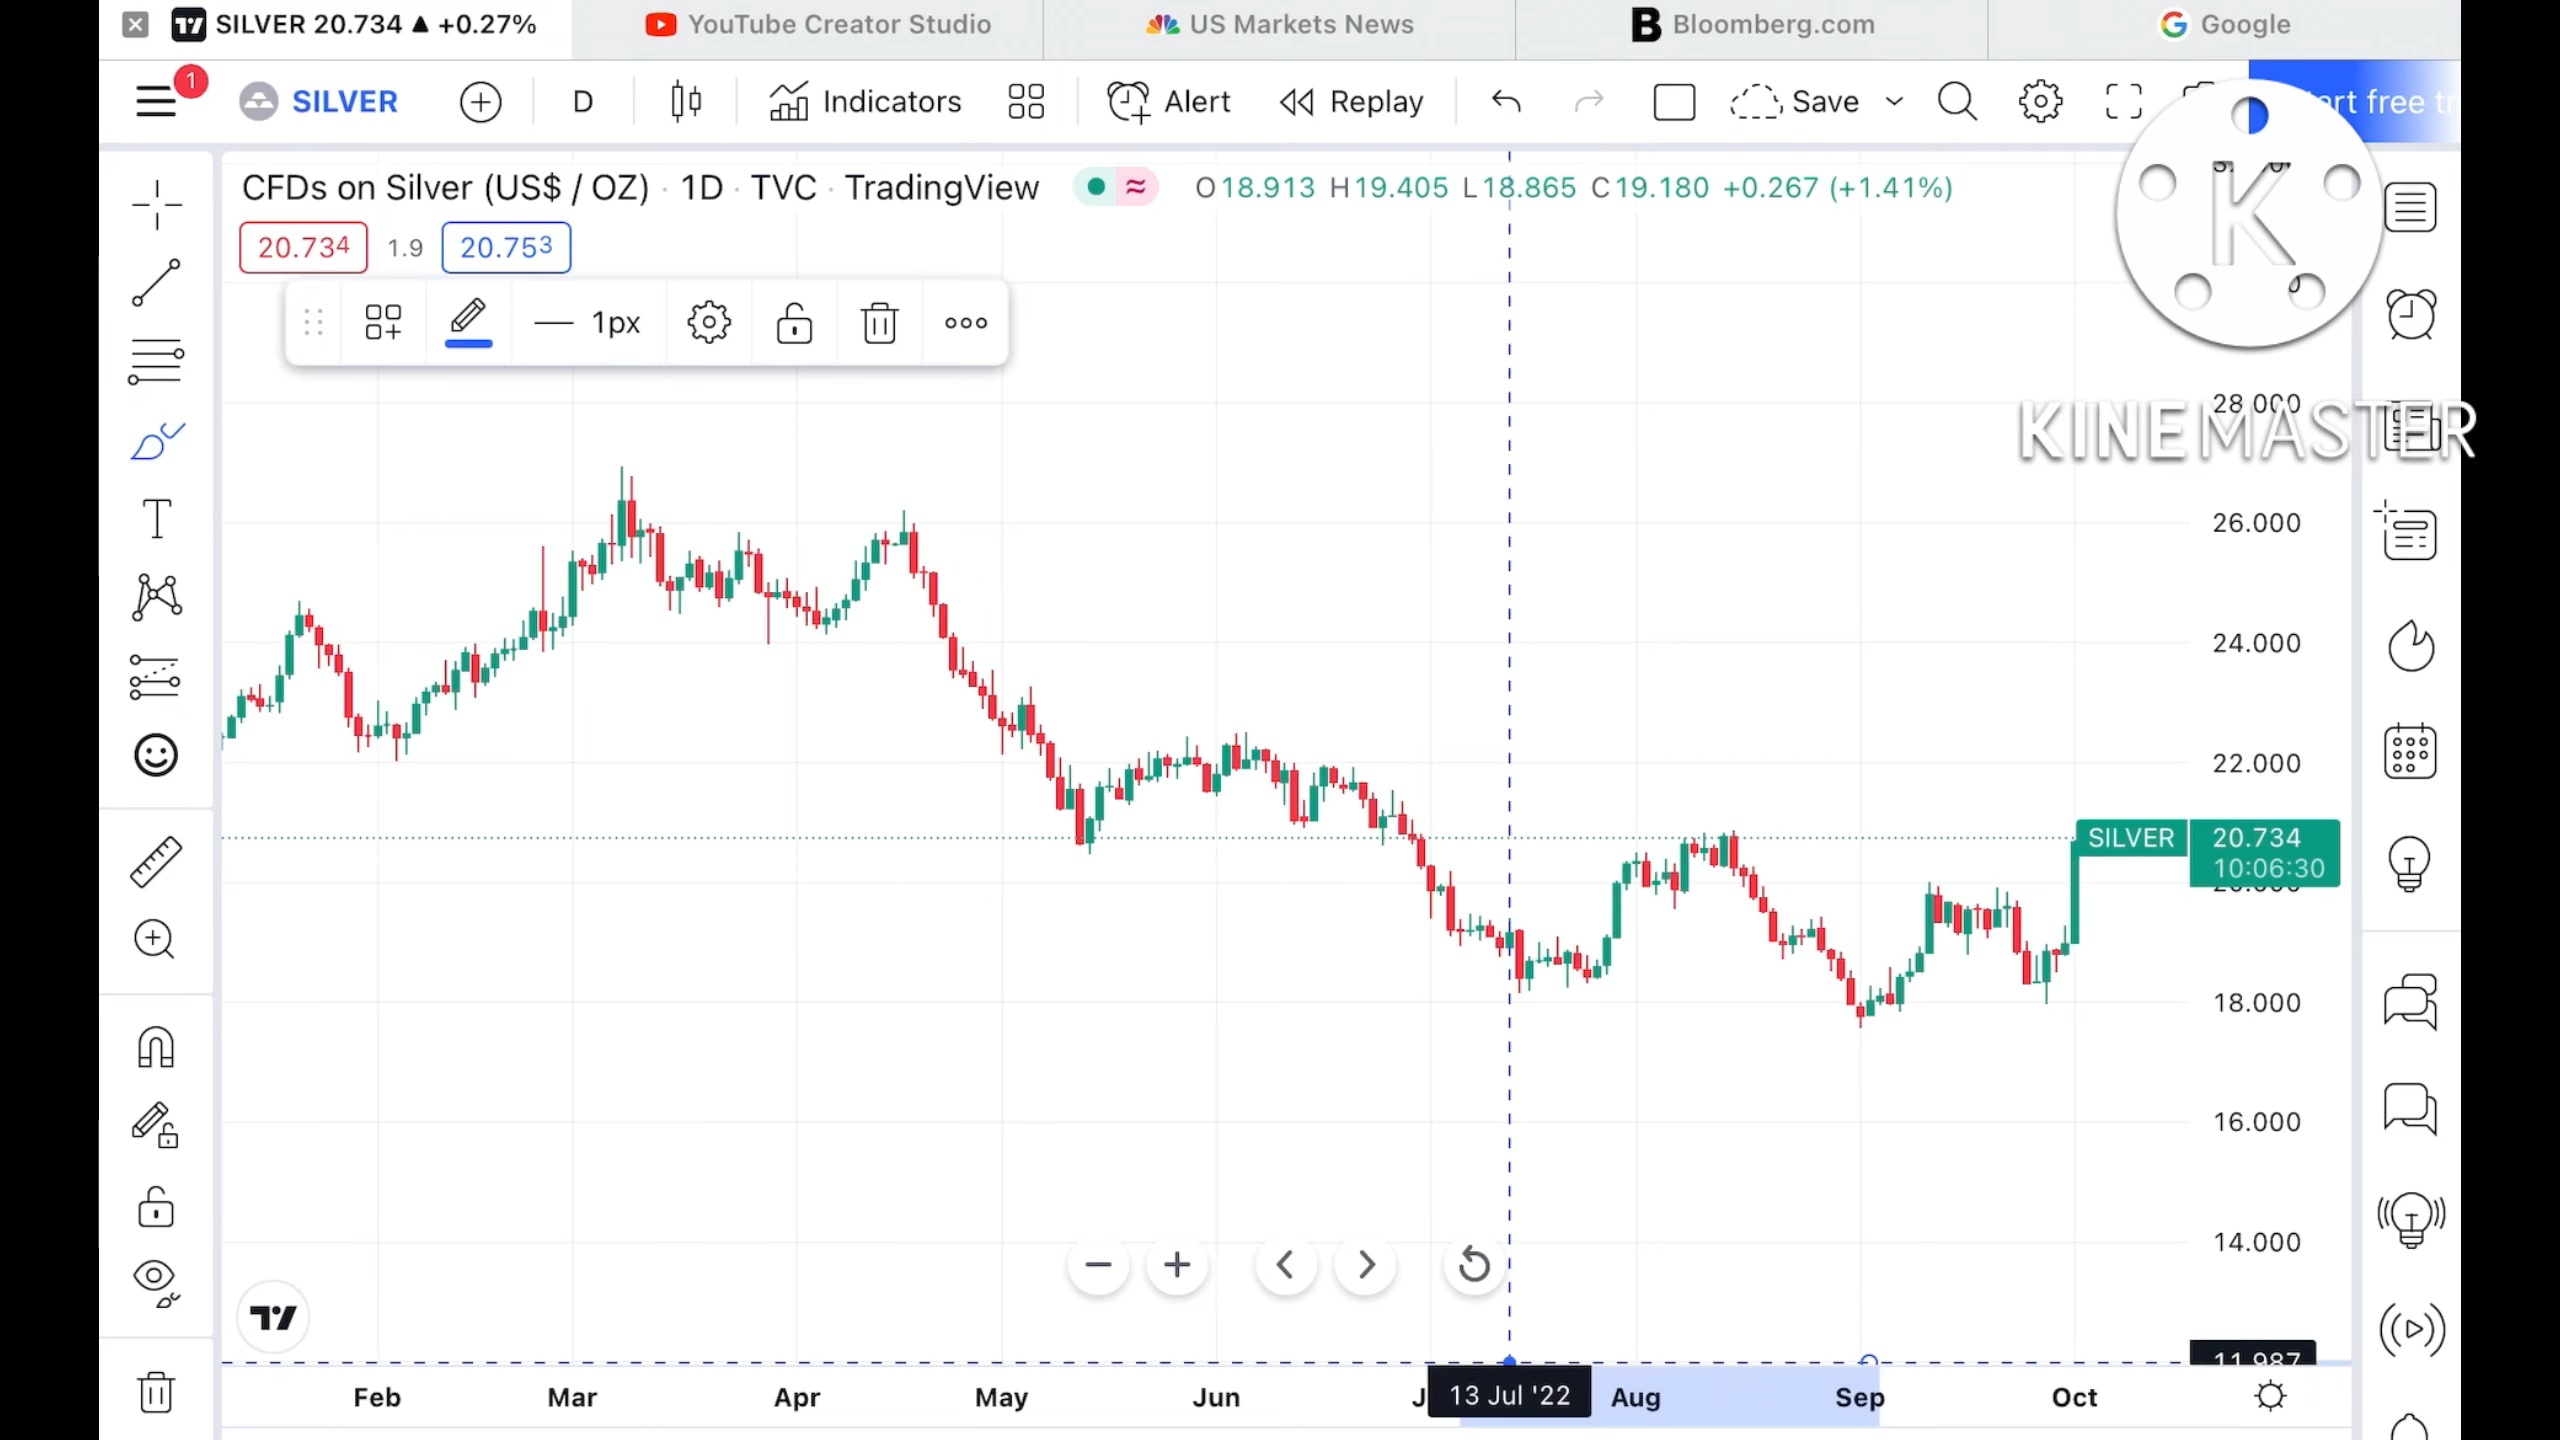 SILVER 20.734 ▲ +0.27%
YouTube Creator Studio
US Markets News
B Bloomberg.com
Google
1
SILVER
D
Indicators
Alert
Replay
Save
CFDs on Silver (US$ / OZ) · 1D · TVC · TradingView
O18.913 H19.405 L18.865 C19.180 +0.267 (+1.41%)
20.734
1.9
20.753
1px
K
KINEMASTER
28.000
26.000
24.000
22.000
SILVER
20.734
10:06:30
18.000
16.000
14.000
11.987
Feb
Mar
Apr
May
Jun
13 Jul '22
Aug
Sep
Oct